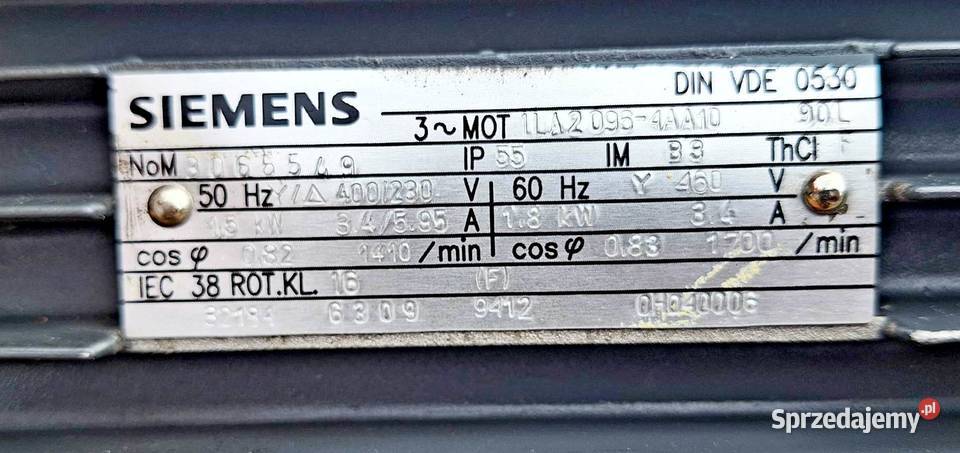 SIEMENS
DIN VDE 0530
3~MOT 1LA2 096-4AA10 90L
NoM 3068549 IP 55 IM B3 ThCl F
50 Hz Y/△ 400/230 V 60 Hz Y 460 V
1.5 kW 3.4/5.95 A 1.8 kW 3.4 A
cos φ 0.82 1410 /min cos φ 0.83 1700 /min
IEC 38 ROT.KL. 16 (F)
6309 9412
Sprzedajemy.pl